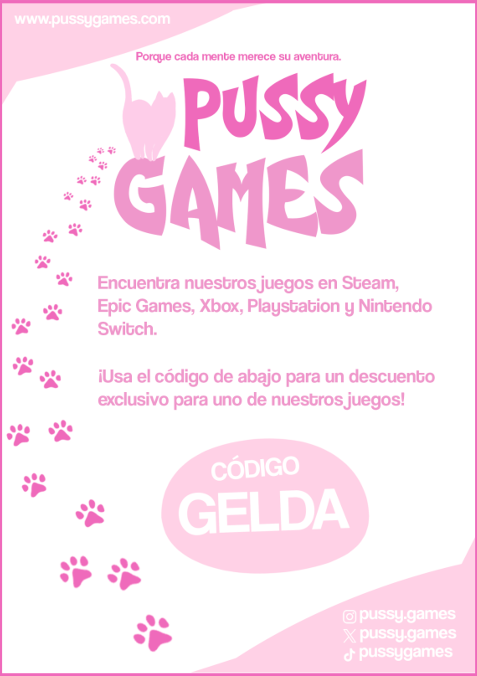 www.pussygames.com
Porque cada mente merece su aventura.
PUSSY
GAMES
Encuentra nuestros juegos en Steam,
Epic Games, Xbox, Playstation y Nintendo
Switch.
¡Usa el código de abajo para un descuento
exclusivo para uno de nuestros juegos!
CÓDIGO
GELDA
pussy.games
pussy.games
pussygames